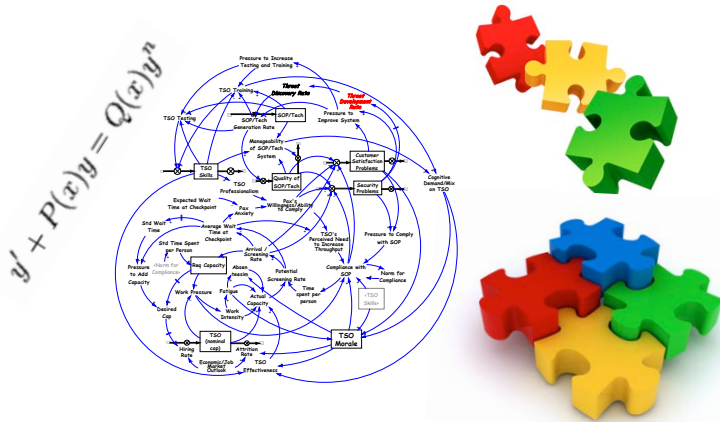 y' + P(x)y = Q(x)yⁿ
Pressure to Increase
Testing and Training
TSO Training
Threat
Discovery Rate
Threat
Development
Rate
TSO Testing
SOP/Tech
Generation Rate
SOP/Tech
Pressure to
Improve System
Manageability
of SOP/Tech
System
Customer
Satisfaction
Problems
TSO
Skills
Quality of
SOP/Tech
Security
Problems
Cognitive
Demand/Mix
on TSO
TSO
Professionalism
Expected Wait
Time at Checkpoint
Pax
Anxiety
Pax's
Willingness/Ability
to Comply
Std Wait
Time
Average Wait
Time at
Checkpoint
TSO's
Perceived Need
to Increase
Throughput
Pressure to Comply
with SOP
Std Time Spent
per Person
Arrival /
Screening
Rate
Pressure
to Add
Capacity
<Norm for
Compliance>
Req Capacity
Absen
teeism
Potential
Screening Rate
Compliance with
SOP
Norm for
Compliance
Work Pressure
Fatigue
Actual
Capacity
Time
spent per
person
<TSO
Skills>
Desired
Cap
Work
Intensity
TSO
(nominal
cap)
TSO
Morale
Hiring
Rate
Attrition
Rate
Economic/Job
Market
Outlook
TSO
Effectiveness